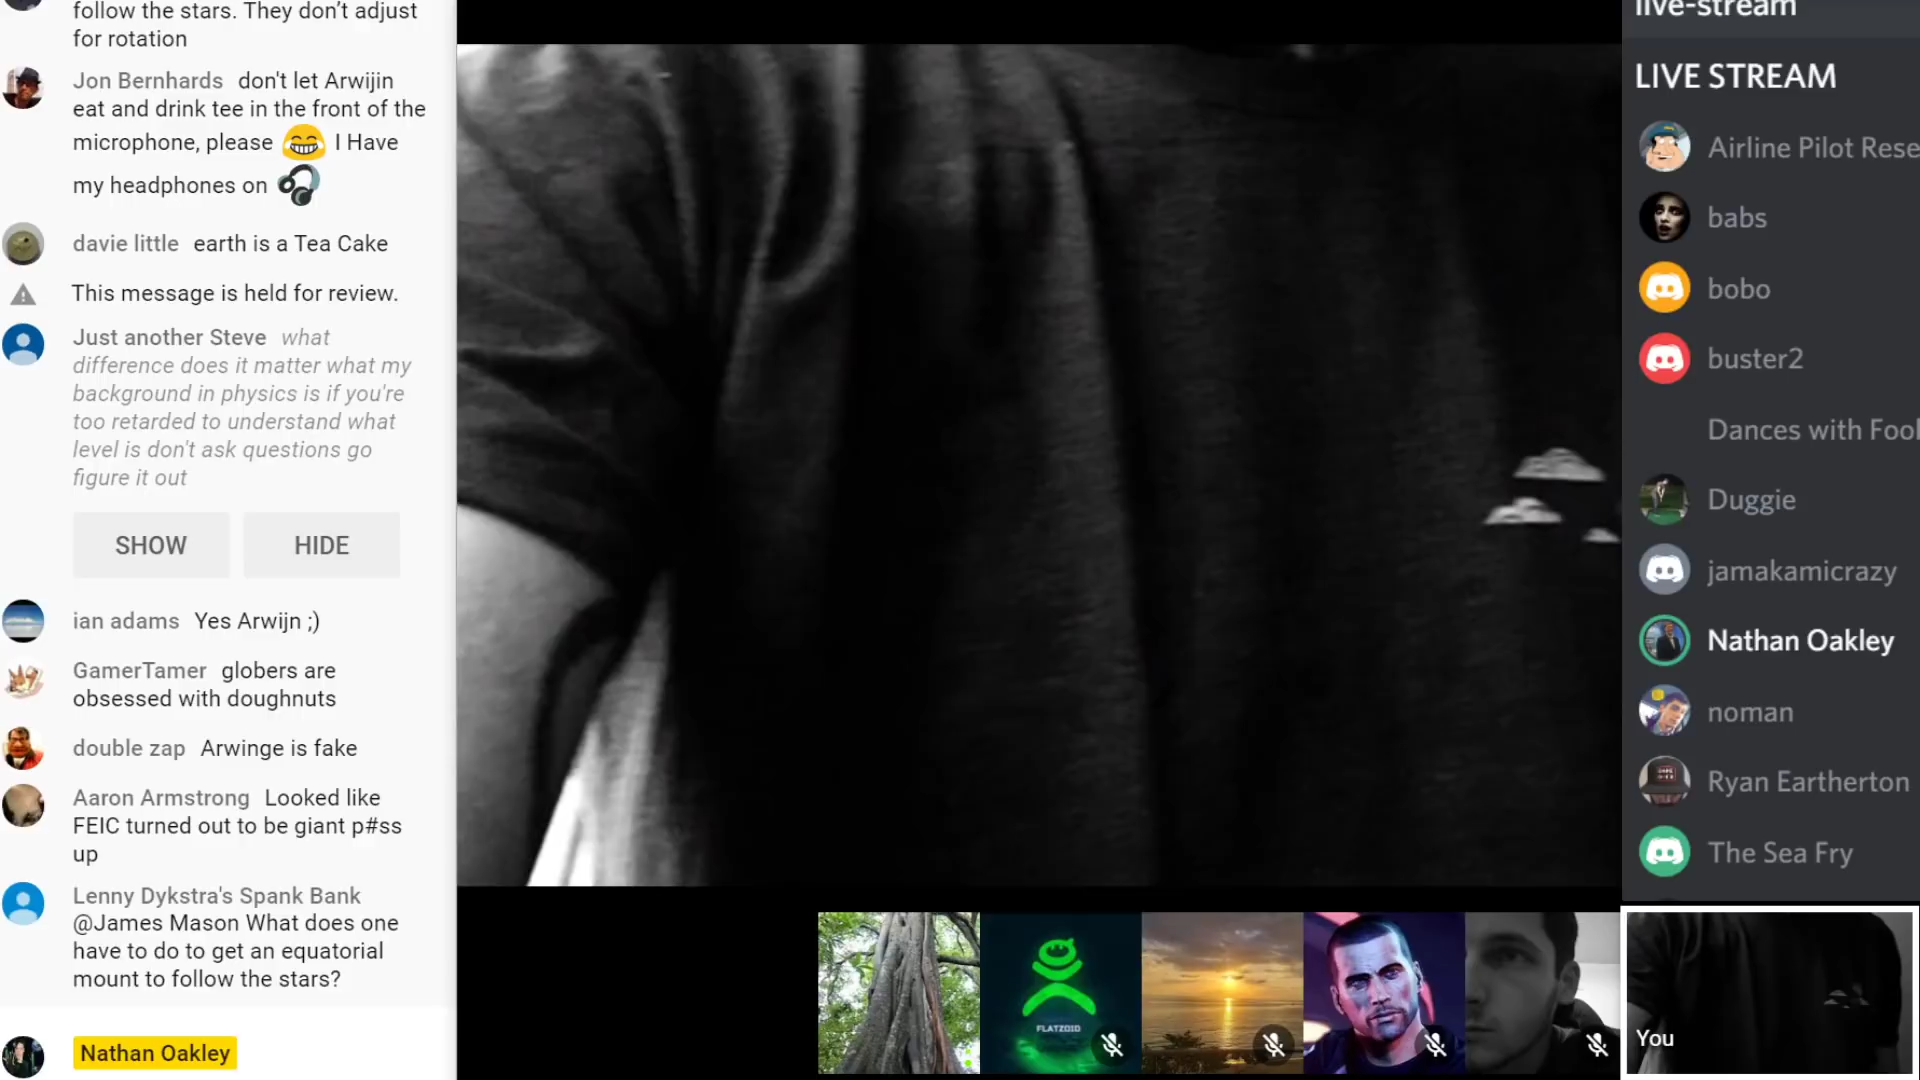 follow the stars. They don’t adjust
for rotation
Jon Bernhards don't let Arwijin
eat and drink tee in the front of the
microphone, please 😂 I Have
my headphones on 🎧
davie little earth is a Tea Cake
This message is held for review.
Just another Steve what
difference does it matter what my
background in physics is if you're
too retarded to understand what
level is don't ask questions go
figure it out
SHOW HIDE
ian adams Yes Arwijn ;)
GamerTamer globers are
obsessed with doughnuts
double zap Arwinge is fake
Aaron Armstrong Looked like
FEIC turned out to be giant p#ss
up
Lenny Dykstra's Spank Bank
@James Mason What does one
have to do to get an equatorial
mount to follow the stars?
Nathan Oakley
FLATZOID
You
live-stream
LIVE STREAM
Airline Pilot Rese
babs
bobo
buster2
Dances with Fool
Duggie
jamakamicrazy
Nathan Oakley
noman
Ryan Eartherton
The Sea Fry